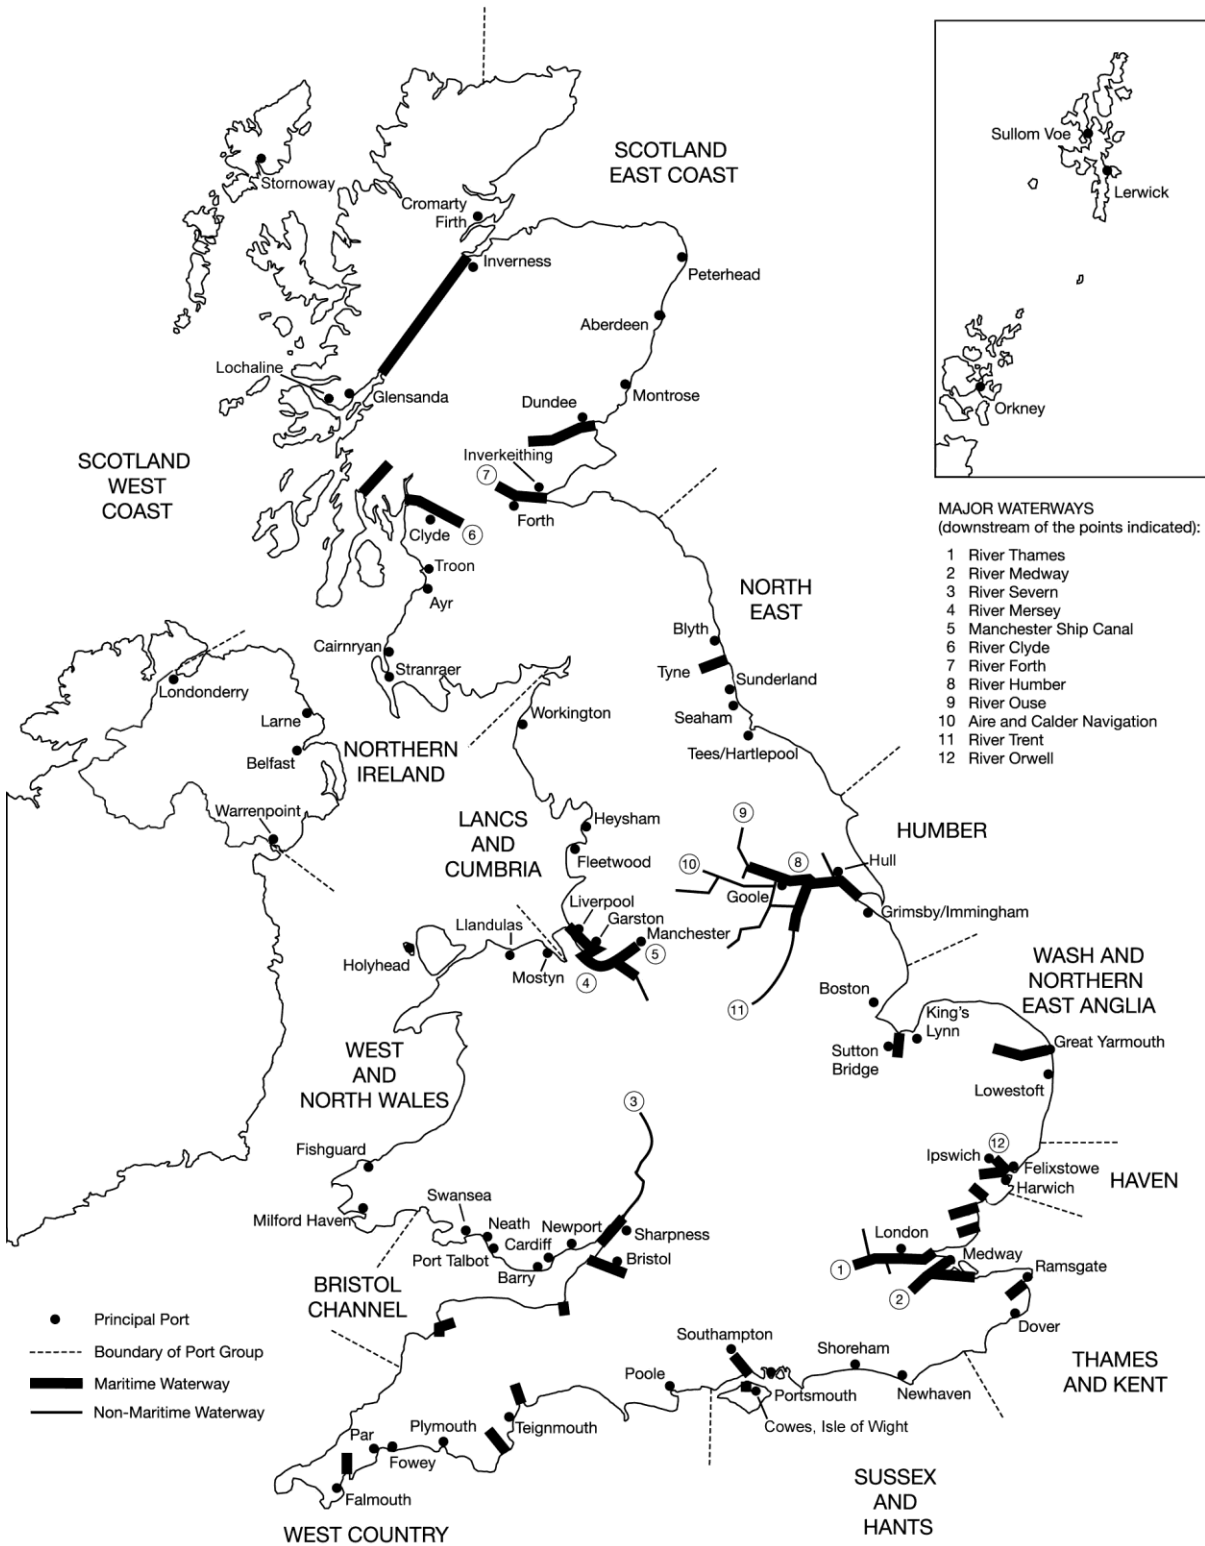 SCOTLAND
EAST COAST
Sullom Voe
Lerwick
Stornoway
Cromarty
Firth
Inverness
Peterhead
Aberdeen
Lochaline
Glensanda
Montrose
Dundee
Orkney
Inverkeithing
SCOTLAND
WEST
COAST
7
Forth
Clyde
6
MAJOR WATERWAYS
(downstream of the points indicated):
1 River Thames
2 River Medway
3 River Severn
4 River Mersey
5 Manchester Ship Canal
6 River Clyde
7 River Forth
8 River Humber
9 River Ouse
10 Aire and Calder Navigation
11 River Trent
12 River Orwell
Troon
Ayr
NORTH
EAST
Blyth
Tyne
Sunderland
Seaham
Tees/Hartlepool
Cairnryan
Stranraer
Londonderry
Larne
Belfast
Workington
NORTHERN
IRELAND
Warrenpoint
LANCS
AND
CUMBRIA
Heysham
Fleetwood
9
8
10
HUMBER
Hull
Goole
Grimsby/Immingham
Liverpool
Garston
Manchester
5
Llandulas
Holyhead
Mostyn
4
11
WASH AND
NORTHERN
EAST ANGLIA
Boston
King's
Lynn
Sutton
Bridge
Great Yarmouth
Lowestoft
WEST
AND
NORTH WALES
3
Fishguard
Milford Haven
Ipswich
12
Felixstowe
Harwich
HAVEN
Swansea
Neath
Newport
Sharpness
Port Talbot
Cardiff
Barry
Bristol
London
Medway
1
2
Ramsgate
Dover
BRISTOL
CHANNEL
Principal Port
Boundary of Port Group
Maritime Waterway
Non-Maritime Waterway
Southampton
Shoreham
Poole
Portsmouth
Newhaven
Cowes, Isle of Wight
THAMES
AND KENT
Teignmouth
Plymouth
Par
Fowey
Falmouth
SUSSEX
AND
HANTS
WEST COUNTRY